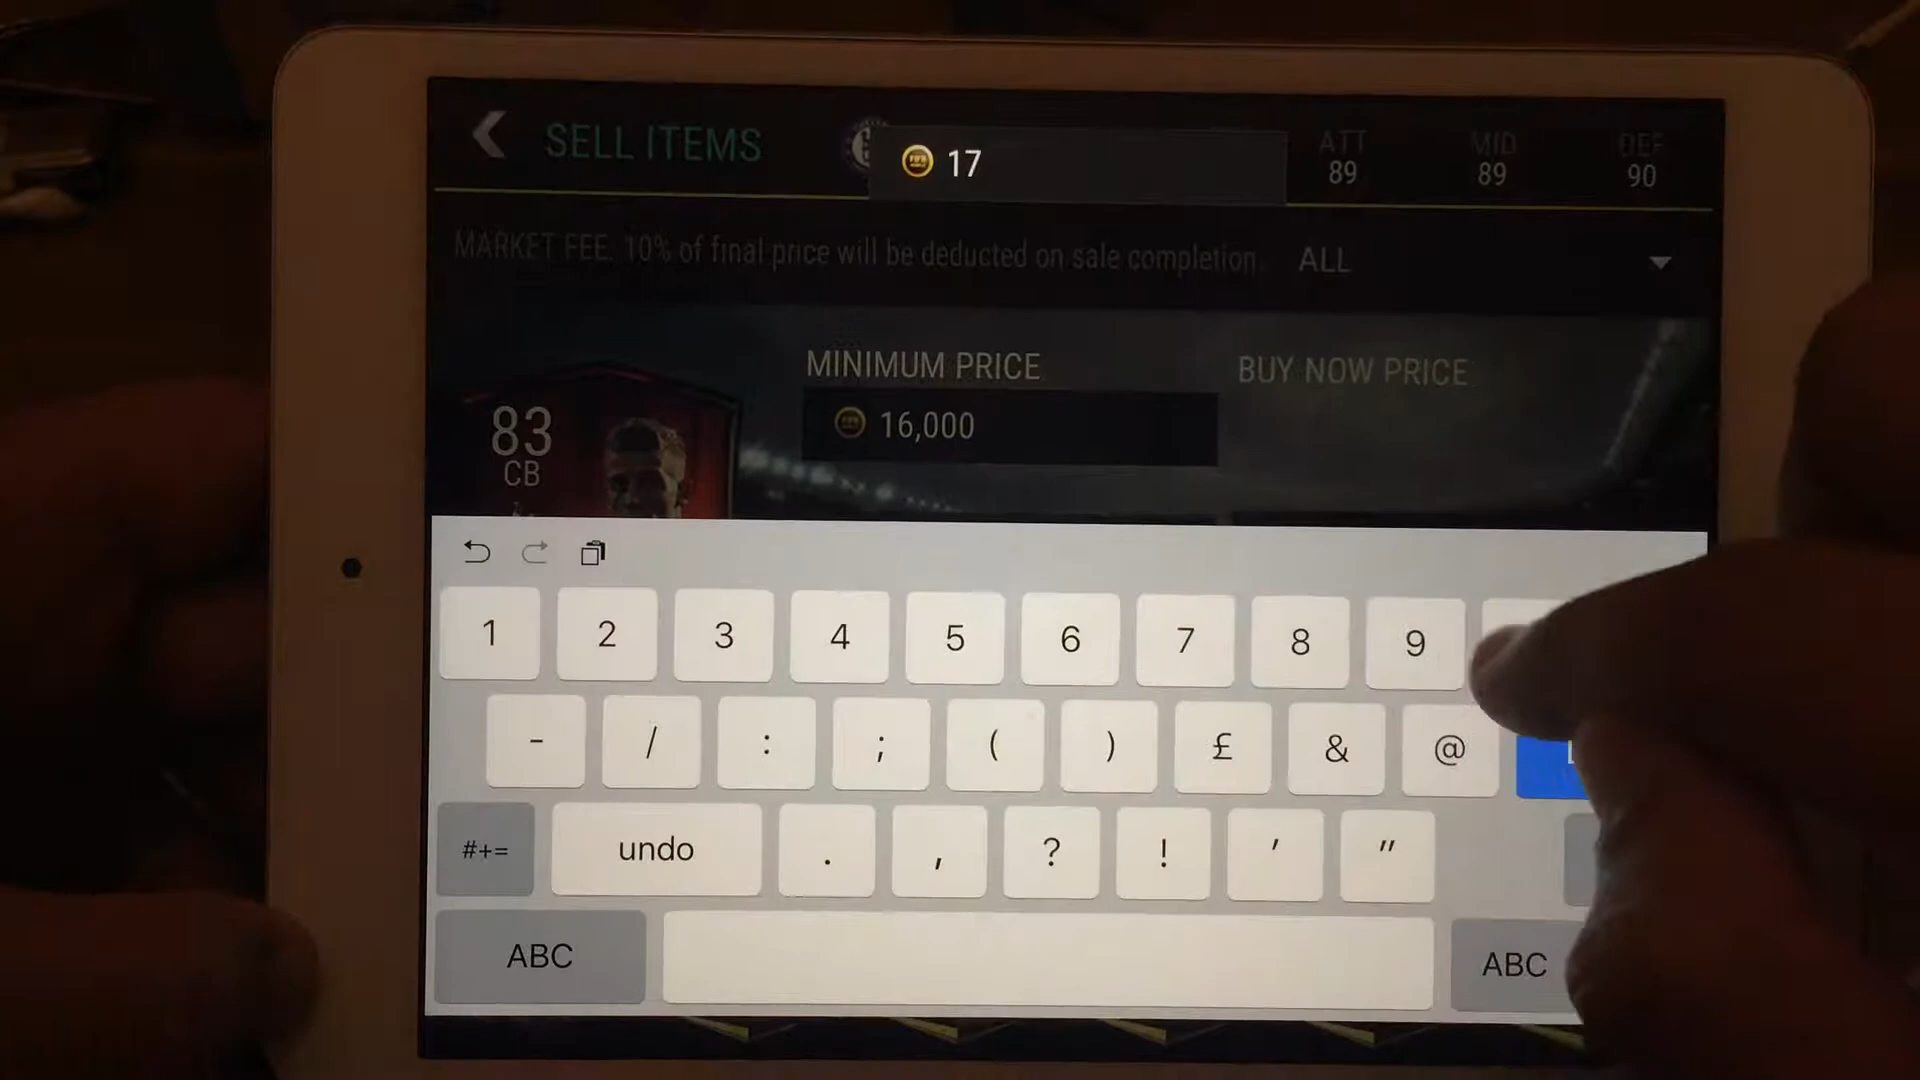 SELL ITEMS
17
ATT
89
MID
89
DEF
90
MARKET FEE: 10% of final price will be deducted on sale completion.
ALL
MINIMUM PRICE
BUY NOW PRICE
16,000
83
CB
1 2 3 4 5 6 7 8 9
- / : ; ( ) £ & @
#+= undo . , ? ! ' "
ABC ABC